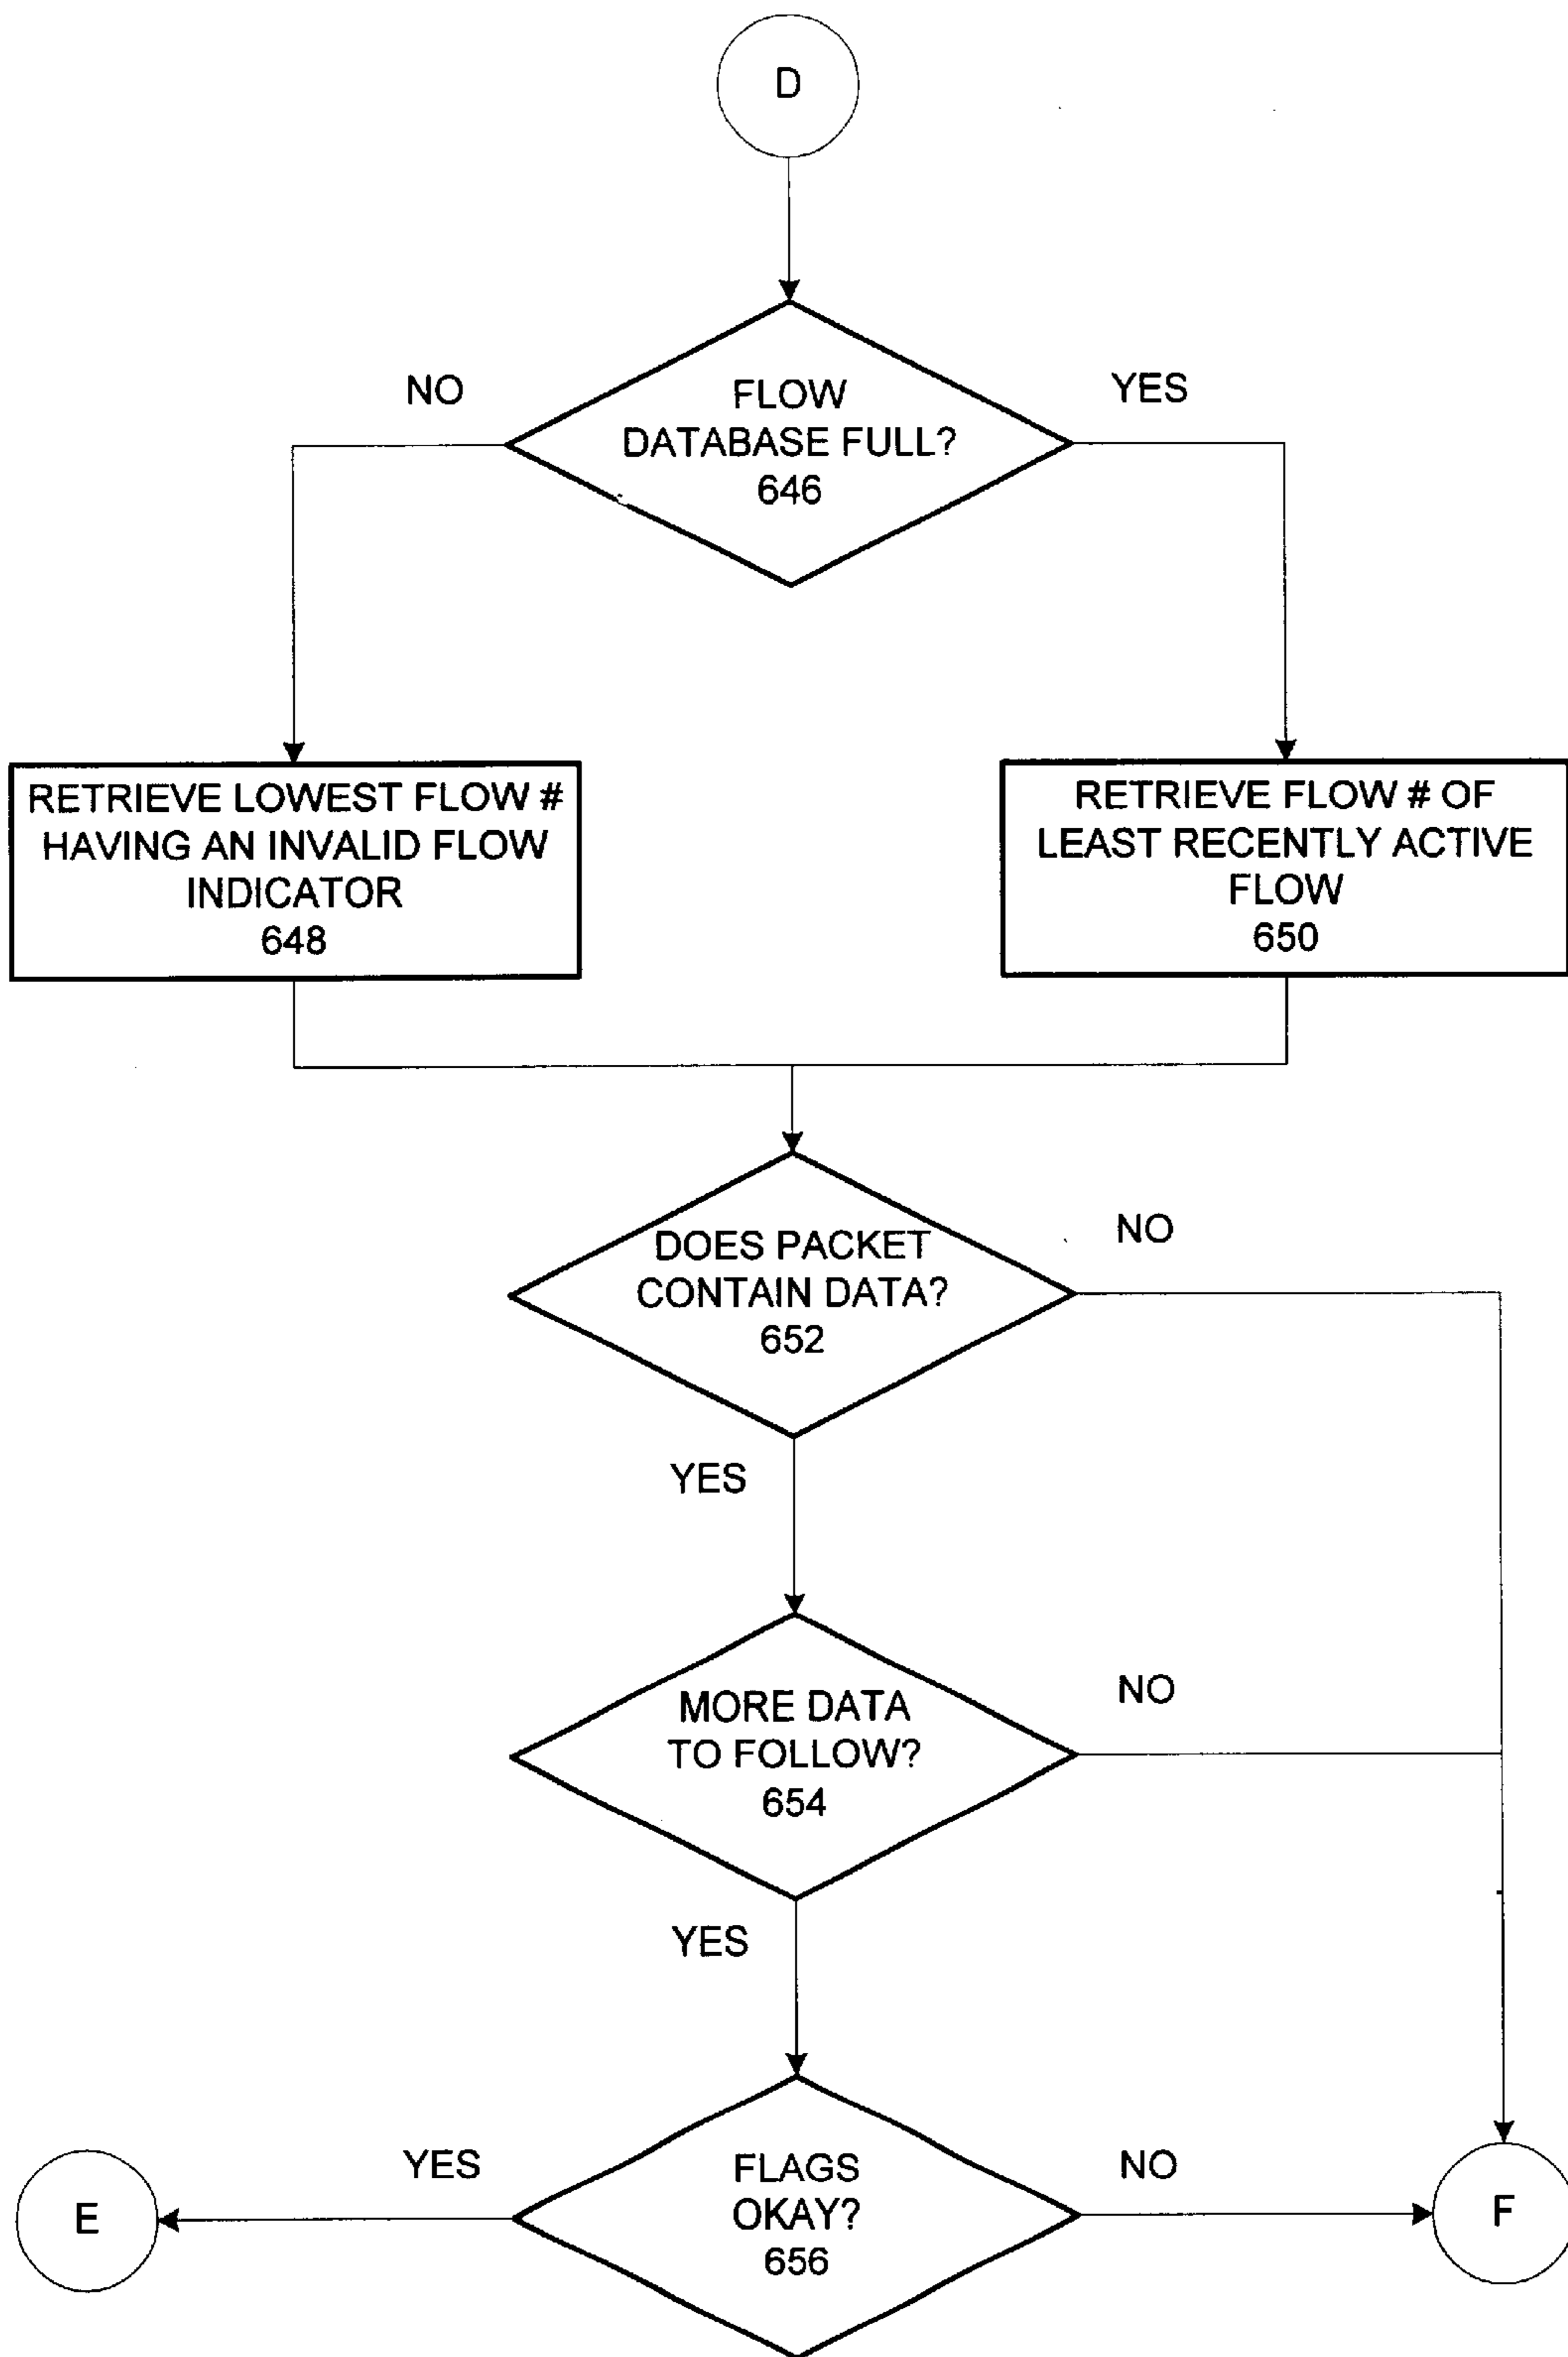 D
NO
YES
FLOW
DATABASE FULL?
646
RETRIEVE LOWEST FLOW #
HAVING AN INVALID FLOW
INDICATOR
648
RETRIEVE FLOW # OF
LEAST RECENTLY ACTIVE
FLOW
650
DOES PACKET
CONTAIN DATA?
652
NO
YES
MORE DATA
TO FOLLOW?
654
NO
YES
FLAGS
OKAY?
656
YES
NO
E
F